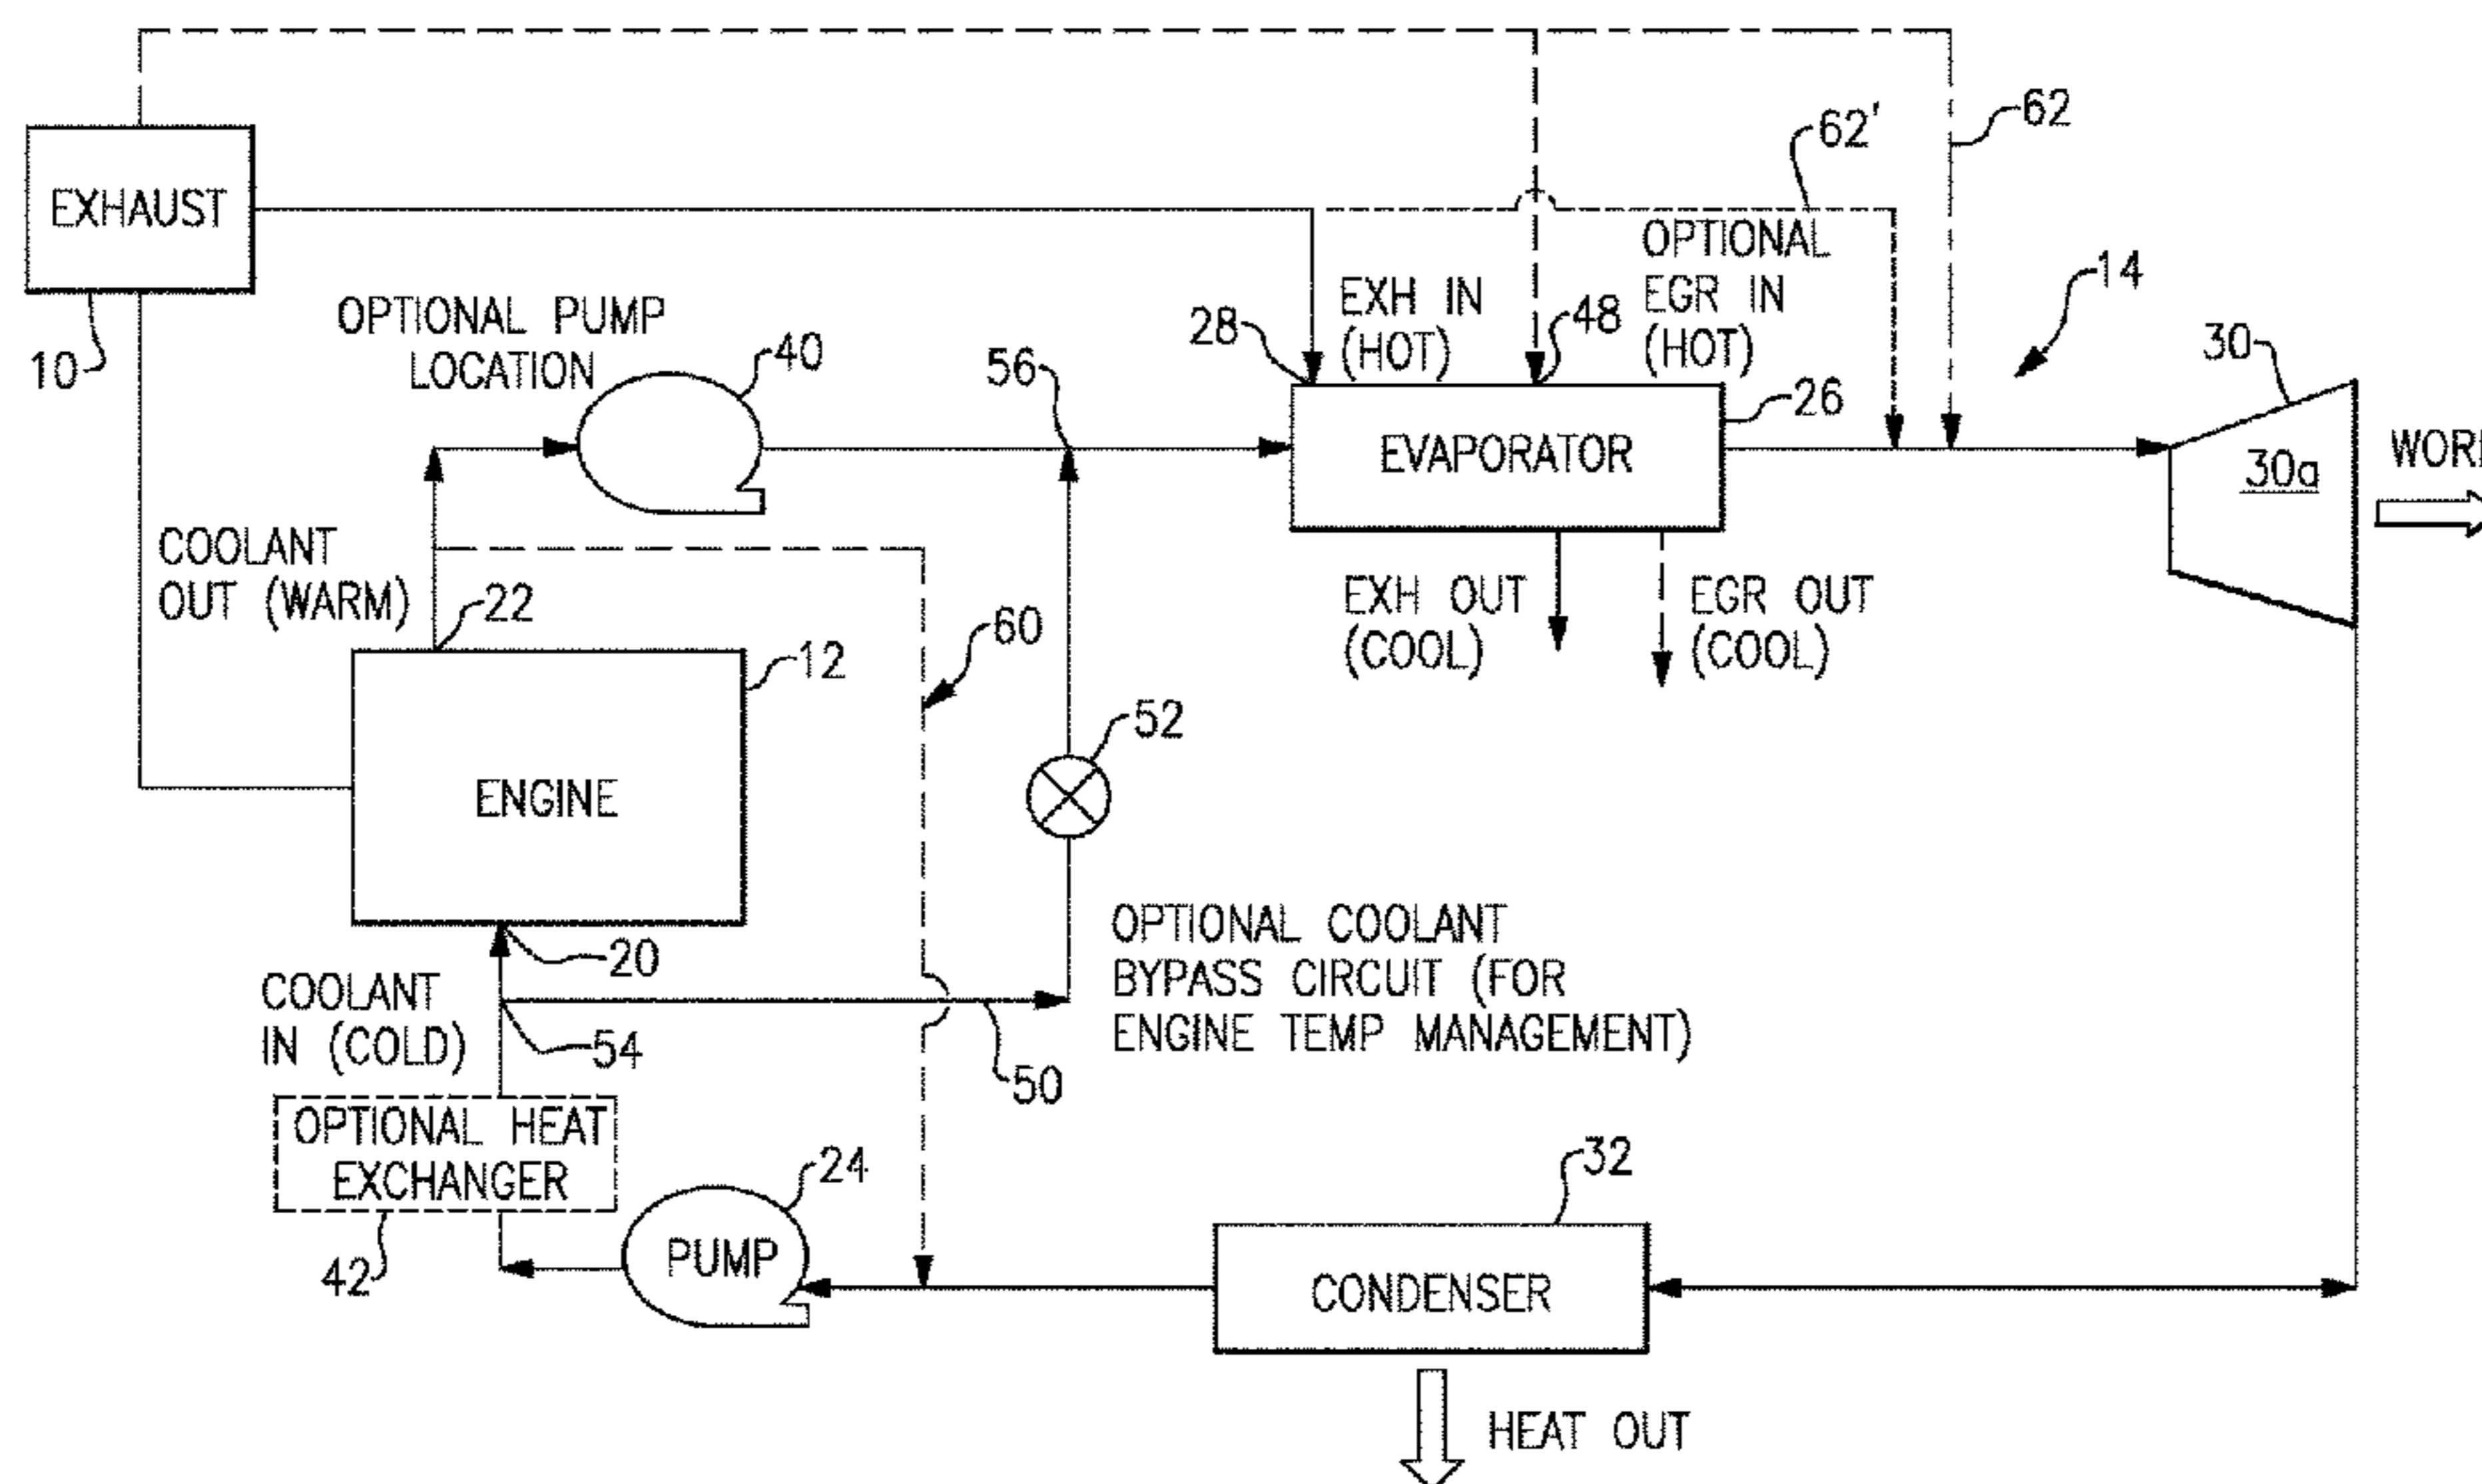 EXHAUST
10
OPTIONAL PUMP
LOCATION
40
56
28
EXH IN
(HOT)
48
OPTIONAL
EGR IN
(HOT)
62'
62
14
EVAPORATOR
26
30
30a
COOLANT
OUT (WARM)
22
EXH OUT
(COOL)
EGR OUT
(COOL)
60
12
ENGINE
52
20
COOLANT
IN (COLD)
54
50
OPTIONAL COOLANT
BYPASS CIRCUIT (FOR
ENGINE TEMP MANAGEMENT)
OPTIONAL HEAT
EXCHANGER
42
PUMP
24
32
CONDENSER
HEAT OUT